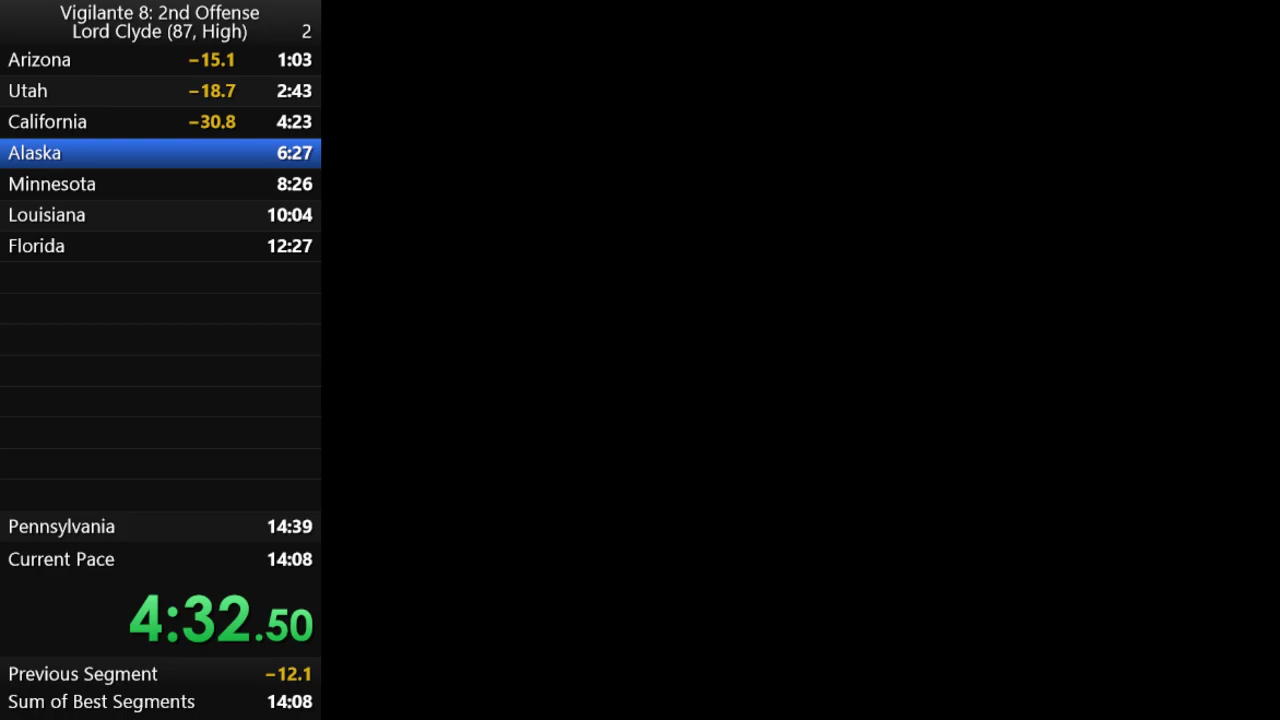 Vigilante 8: 2nd Offense
Lord Clyde (87, High) 2
Arizona −15.1 1:03
Utah −18.7 2:43
California −30.8 4:23
Alaska 6:27
Minnesota 8:26
Louisiana 10:04
Florida 12:27
Pennsylvania 14:39
Current Pace 14:08
4:32.50
Previous Segment −12.1
Sum of Best Segments 14:08